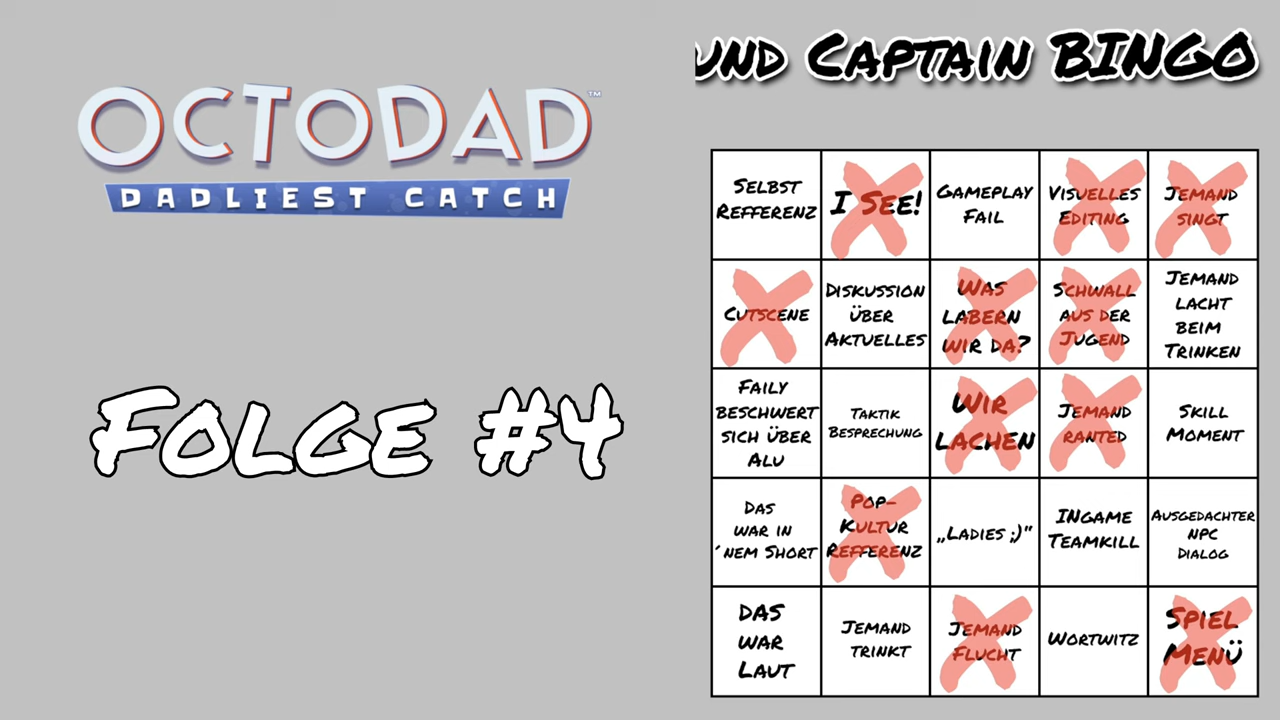 OCTODAD™
DADLIEST CATCH
FOLGE #4
UND CAPTAIN BINGO
SELBST
REFFERENZ
I SEE!
GAMEPLAY
FAIL
VISUELLES
EDITING
JEMAND
SINGT
CUTSCENE
DISKUSSION
ÜBER
AKTUELLES
WAS
LABERN
WIR DA?
SCHWALL
AUS DER
JUGEND
JEMAND
LACHT
BEIM
TRINKEN
FAILY
BESCHWERT
SICH ÜBER
ALU
TAKTIK
BESPRECHUNG
WIR
LACHEN
JEMAND
RANTED
SKILL
MOMENT
DAS
WAR IN
´NEM SHORT
POP-
KULTUR
REFFERENZ
„LADIES ;)"
INGAME
TEAMKILL
AUSGEDACHTER
NPC
DIALOG
DAS
WAR
LAUT
JEMAND
TRINKT
JEMAND
FLUCHT
WORTWITZ
SPIEL
MENÜ